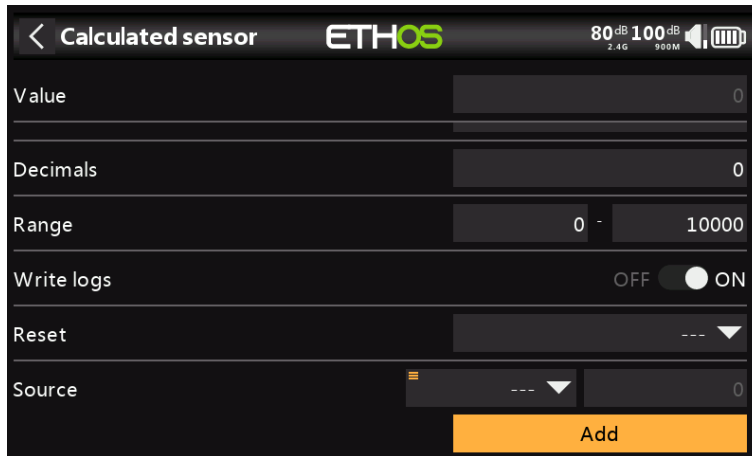 Calculated sensor ETHOS 80dB 100dB
2.4G 900M
Value 0
Decimals 0
Range 0 - 10000
Write logs OFF ON
Reset ---
Source --- 0
Add